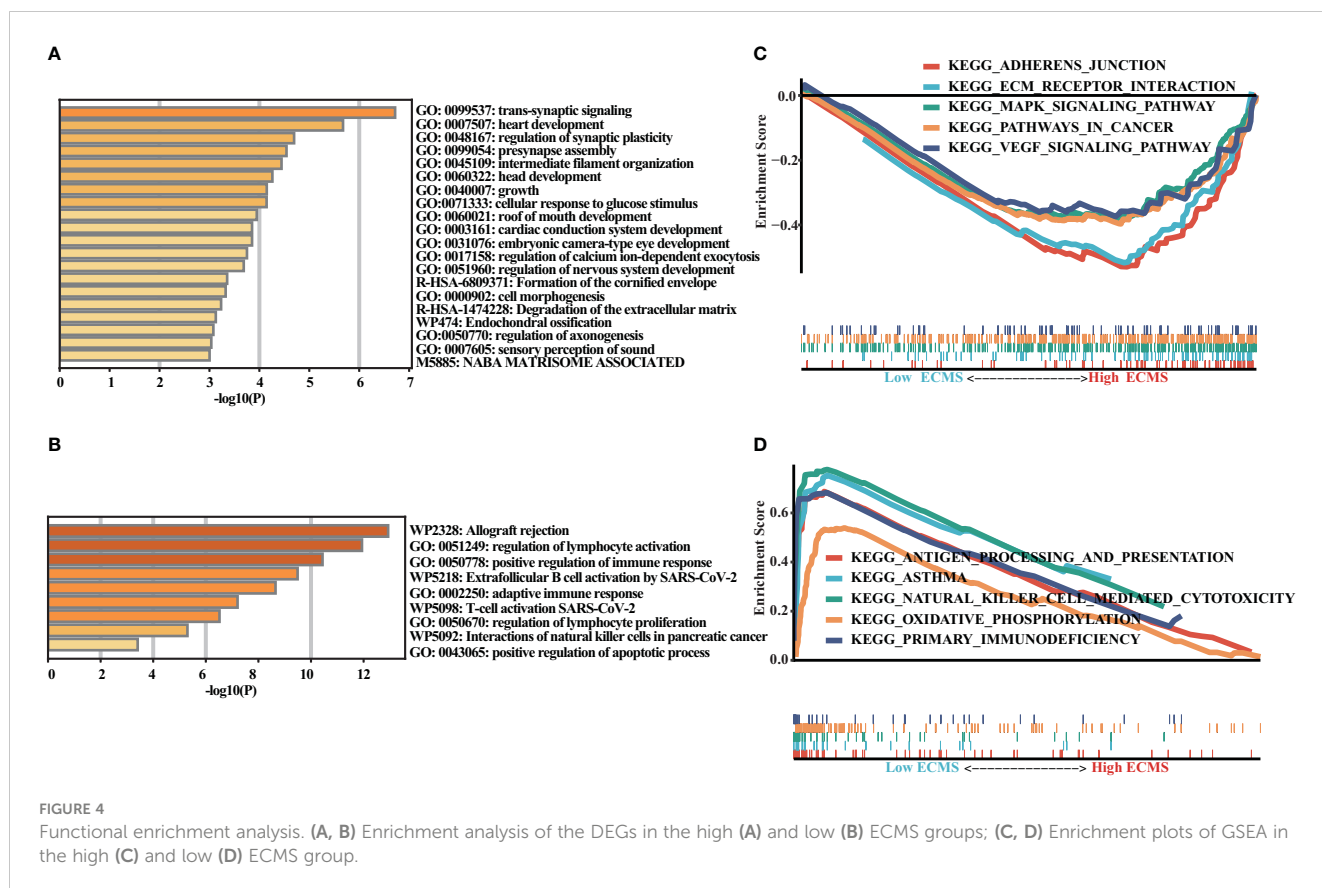 A
GO: 0099537: trans-synaptic signaling
GO: 0007507: heart development
GO: 0048167: regulation of synaptic plasticity
GO: 0099054: presynapse assembly
GO: 0045109: intermediate filament organization
GO: 0060322: head development
GO: 0040007: growth
GO:0071333: cellular response to glucose stimulus
GO: 0060021: roof of mouth development
GO: 0003161: cardiac conduction system development
GO: 0031076: embryonic camera-type eye development
GO: 0017158: regulation of calcium ion-dependent exocytosis
GO: 0051960: regulation of nervous system development
R-HSA-6809371: Formation of the cornified envelope
GO: 0000902: cell morphogenesis
R-HSA-1474228: Degradation of the extracellular matrix
WP474: Endochondral ossification
GO:0050770: regulation of axonogenesis
GO: 0007605: sensory perception of sound
M5885: NABA MATRISOME ASSOCIATED
0 1 2 3 4 5 6 7
-log10(P)
B
WP2328: Allograft rejection
GO: 0051249: regulation of lymphocyte activation
GO: 0050778: positive regulation of immune response
WP5218: Extrafollicular B cell activation by SARS-CoV-2
GO: 0002250: adaptive immune response
WP5098: T-cell activation SARS-CoV-2
GO: 0050670: regulation of lymphocyte proliferation
WP5092: Interactions of natural killer cells in pancreatic cancer
GO: 0043065: positive regulation of apoptotic process
0 2 4 6 8 10 12
-log10(P)
C
KEGG_ADHERENS_JUNCTION
KEGG_ECM_RECEPTOR_INTERACTION
KEGG_MAPK_SIGNALING_PATHWAY
KEGG_PATHWAYS_IN_CANCER
KEGG_VEGF_SIGNALING_PATHWAY
0.0
−0.2
−0.4
Enrichment Score
Low ECMS <-------------->High ECMS
D
0.6
0.4
0.2
0.0
Enrichment Score
KEGG_ANTIGEN_PROCESSING_AND_PRESENTATION
KEGG_ASTHMA
KEGG_NATURAL_KILLER_CELL_MEDIATED_CYTOTOXICITY
KEGG_OXIDATIVE_PHOSPHORYLATION
KEGG_PRIMARY_IMMUNODEFICIENCY
Low ECMS <--------------> High ECMS
FIGURE 4
Functional enrichment analysis. (A, B) Enrichment analysis of the DEGs in the high (A) and low (B) ECMS groups; (C, D) Enrichment plots of GSEA in
the high (C) and low (D) ECMS group.